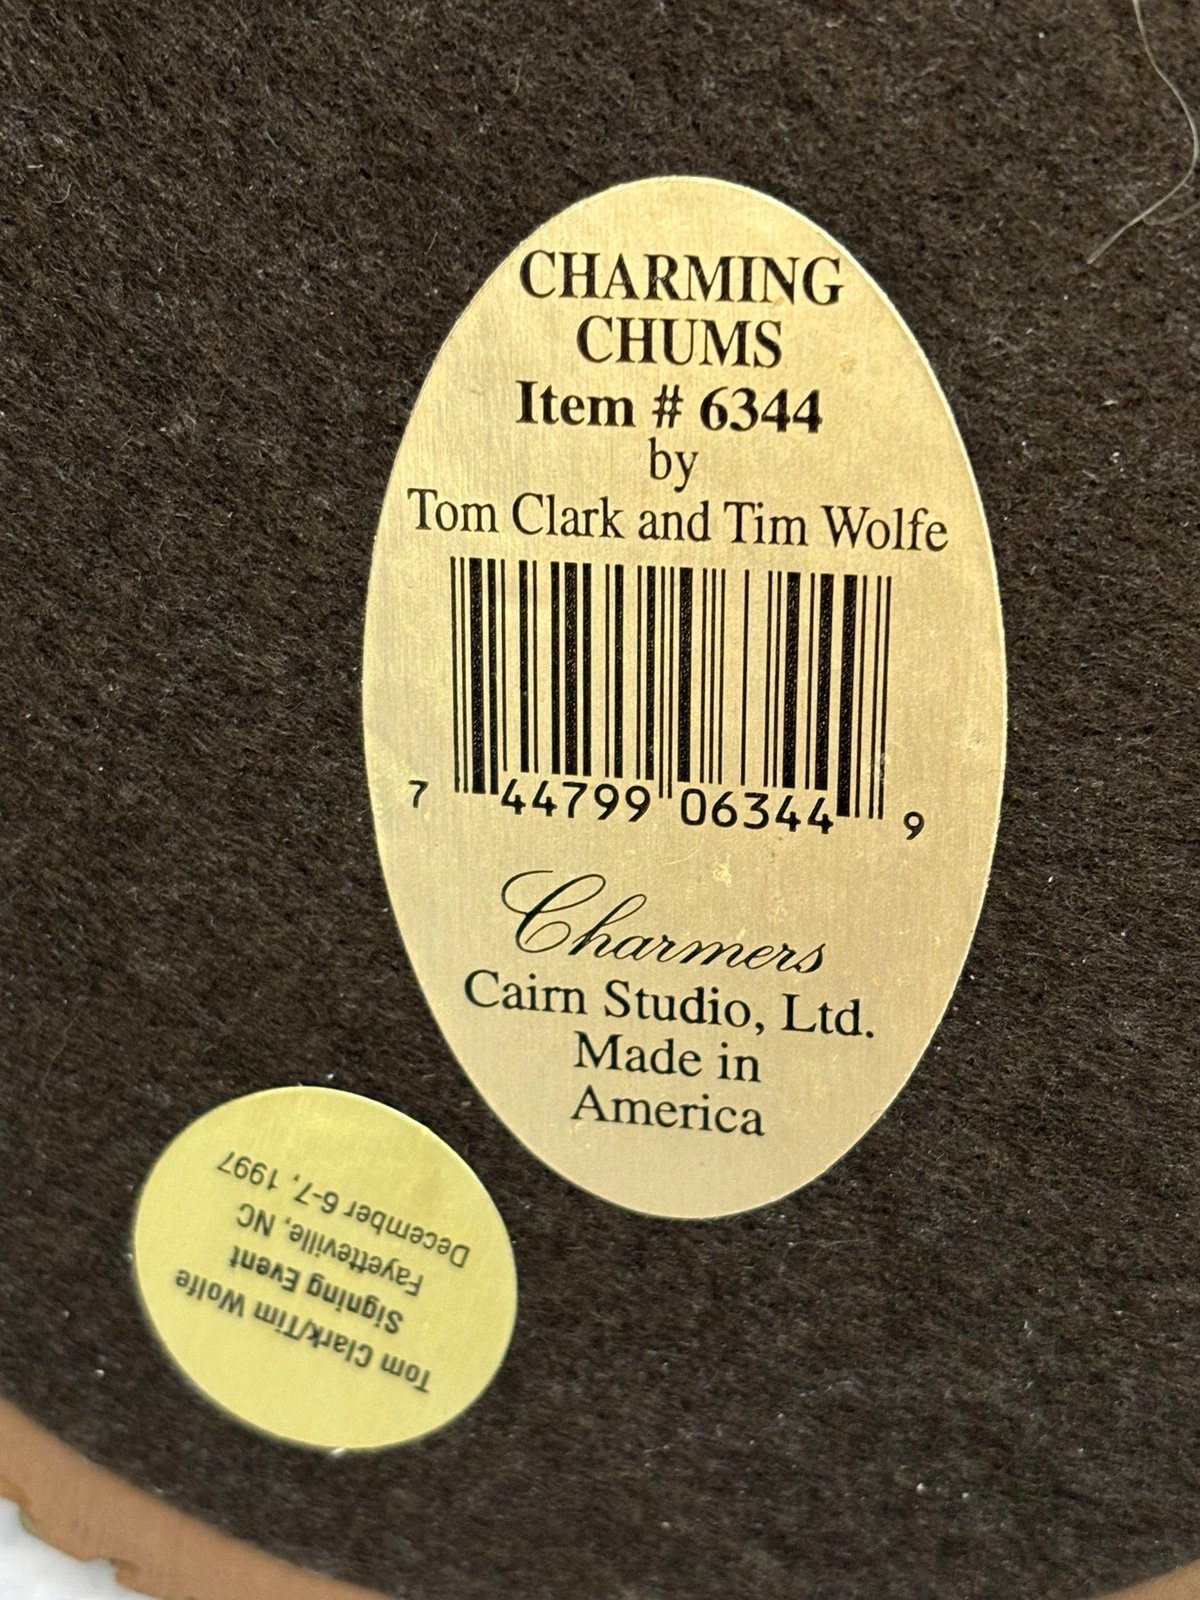 CHARMING
CHUMS
Item # 6344
by
Tom Clark and Tim Wolfe
7 44799 06344 9
Charmers
Cairn Studio, Ltd.
Made in
America
Tom Clark/Tim Wolfe
Signing Event
Fayetteville, NC
December 6-7, 1997